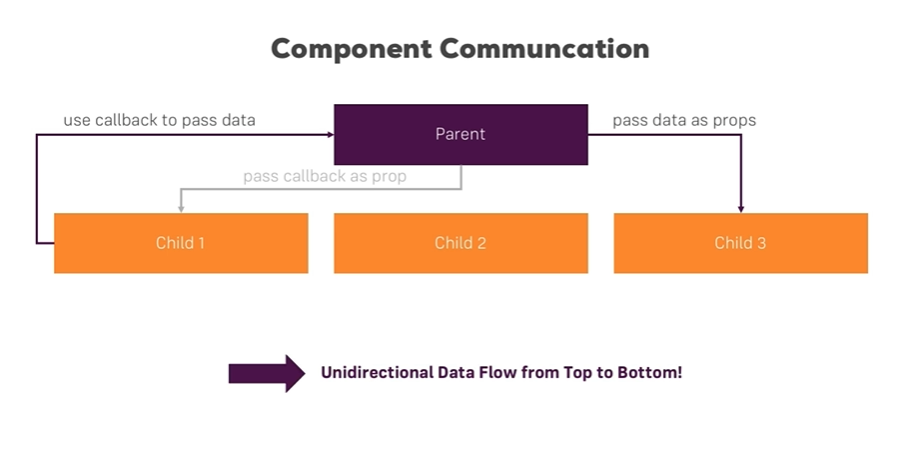 Component Communcation
use callback to pass data
Parent
pass data as props
pass callback as prop
Child 1
Child 2
Child 3
Unidirectional Data Flow from Top to Bottom!